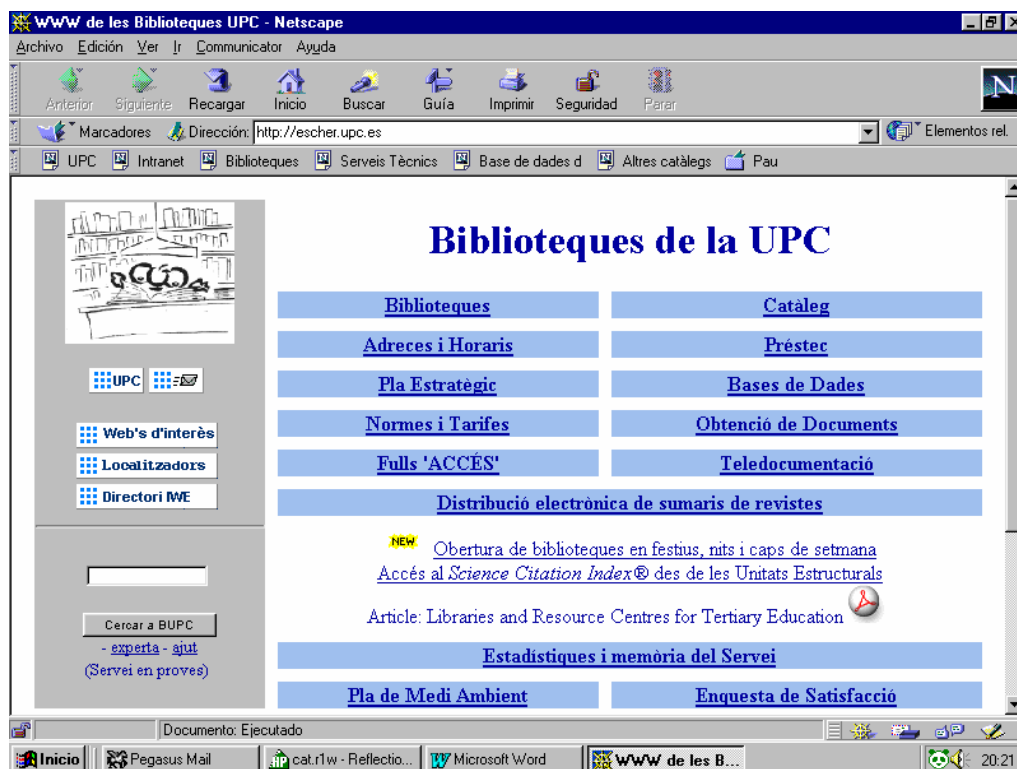 WWW de les Biblioteques UPC - Netscape
Archivo Edición Ver Ir Communicator Ayuda
Anterior Siguiente Recargar Inicio Buscar Guía Imprimir Seguridad Parar
N
Marcadores Dirección: http://escher.upc.es Elementos rel.
UPC Intranet Biblioteques Serveis Tècnics Base de dades d Altres catàlegs Pau
Biblioteques de la UPC
Biblioteques Catàleg
Adreces i Horaris Préstec
Pla Estratègic Bases de Dades
Normes i Tarifes Obtenció de Documents
Fulls 'ACCÉS' Teledocumentació
Distribució electrònica de sumaris de revistes
NEW Obertura de biblioteques en festius, nits i caps de setmana
Accés al Science Citation Index® des de les Unitats Estructurals
Article: Libraries and Resource Centres for Tertiary Education
Estadístiques i memòria del Servei
Pla de Medi Ambient Enquesta de Satisfacció
UPC
Web's d'interès
Localitzadors
Directori IWE
Cercar a BUPC
- experta - ajut
(Servei en proves)
Documento: Ejecutado
Inicio Pegasus Mail cat.r1w - Reflectio... Microsoft Word WWW de les B... 20:21